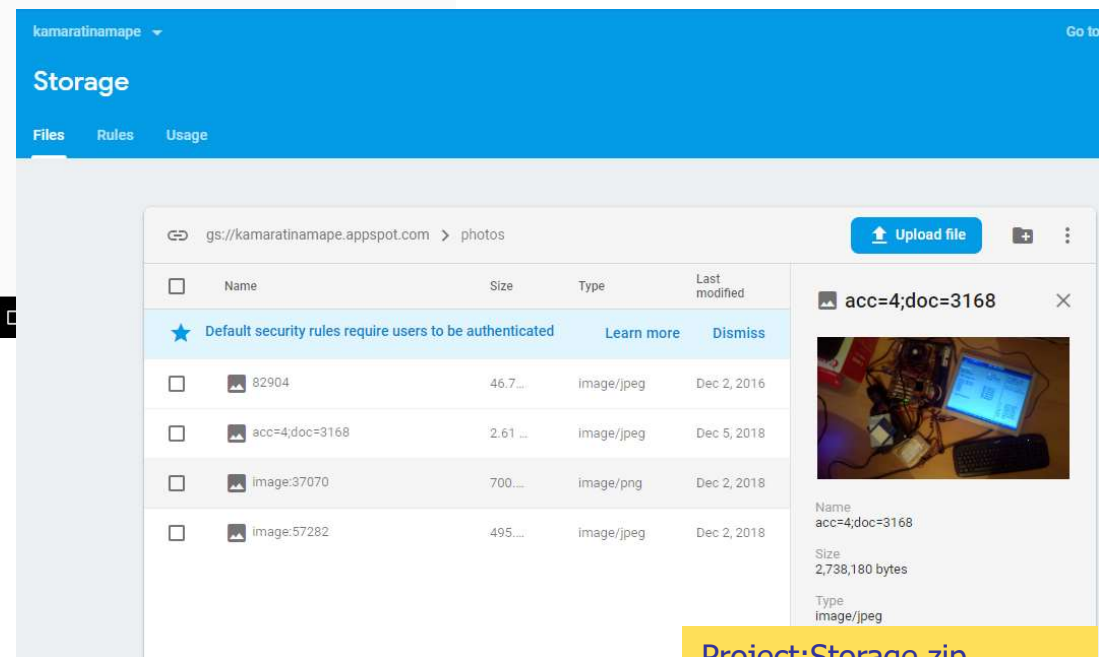 kamaratinamape
Go to
Storage
Files Rules Usage
gs://kamaratinamape.appspot.com > photos
Upload file
Name Size Type Last modified
Default security rules require users to be authenticated Learn more Dismiss
82904 46.7... image/jpeg Dec 2, 2016
acc=4;doc=3168 2.61 ... image/jpeg Dec 5, 2018
image:37070 700.... image/png Dec 2, 2018
image:57282 495.... image/jpeg Dec 2, 2018
acc=4;doc=3168
Name
acc=4;doc=3168
Size
2,738,180 bytes
Type
image/jpeg
Project:Storage.zip